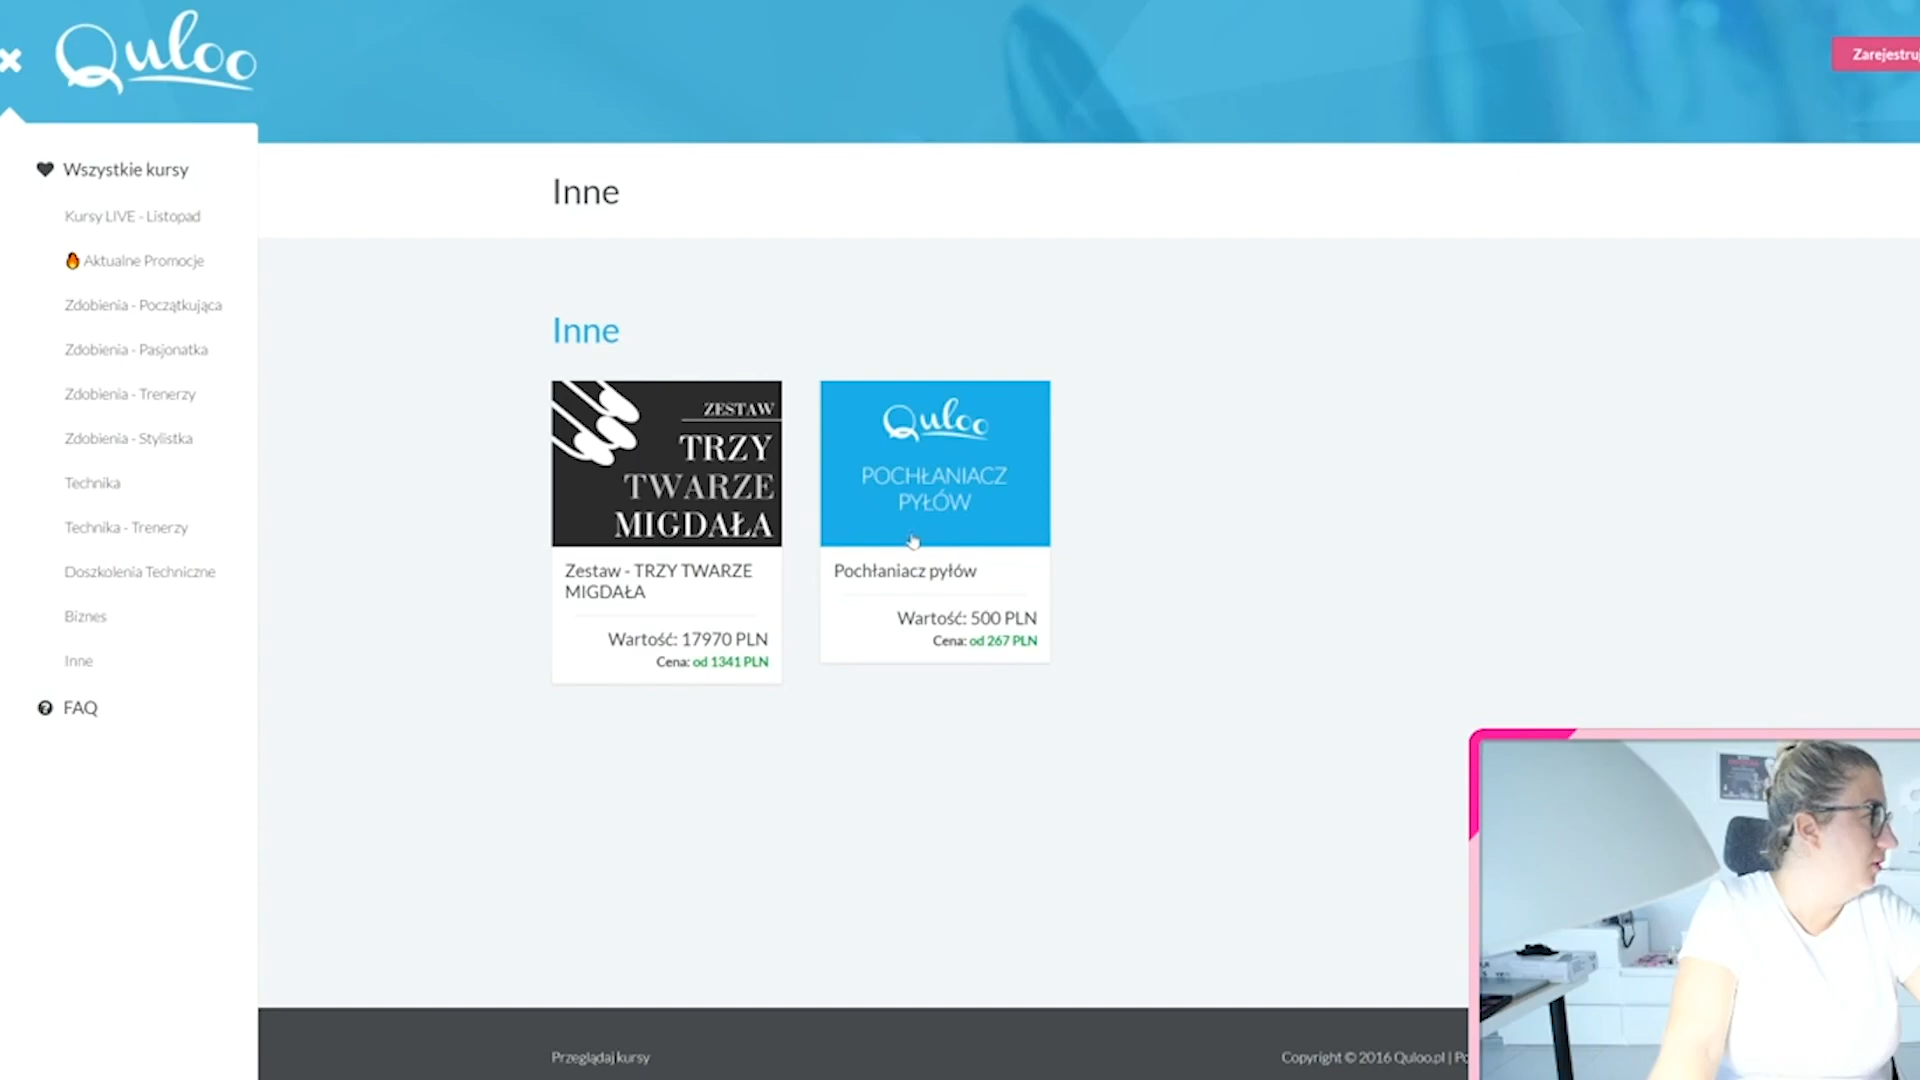 Quloo
Zarejestruj
Wszystkie kursy
Kursy LIVE - Listopad
Aktualne Promocje
Zdobienia - Początkująca
Zdobienia - Pasjonatka
Zdobienia - Trenerzy
Zdobienia - Stylistka
Technika
Technika - Trenerzy
Doszkolenia Techniczne
Biznes
Inne
FAQ
Inne
Inne
ZESTAW
TRZY
TWARZE
MIGDAŁA
Zestaw - TRZY TWARZE
MIGDAŁA
Wartość: 17970 PLN
Cena: od 1341 PLN
Quloo
POCHŁANIACZ
PYŁÓW
Pochłaniacz pyłów
Wartość: 500 PLN
Cena: od 267 PLN
Przeglądaj kursy
Copyright © 2016 Quloo.pl | Po